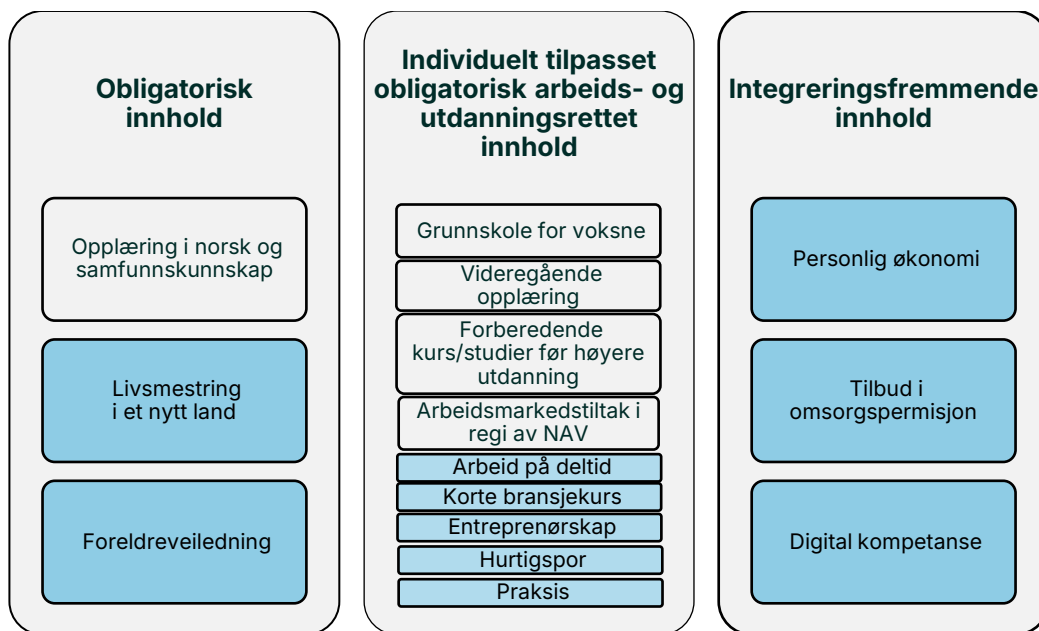 Obligatorisk
innhold
Opplæring i norsk og
samfunnskunnskap
Livsmestring
i et nytt land
Foreldreveiledning
Individuelt tilpasset
obligatorisk arbeids- og
utdanningsrettet
innhold
Grunnskole for voksne
Videregående
opplæring
Forberedende
kurs/studier før høyere
utdanning
Arbeidsmarkedstiltak i
regi av NAV
Arbeid på deltid
Korte bransjekurs
Entreprenørskap
Hurtigspor
Praksis
Integreringsfremmende
innhold
Personlig økonomi
Tilbud i
omsorgspermisjon
Digital kompetanse